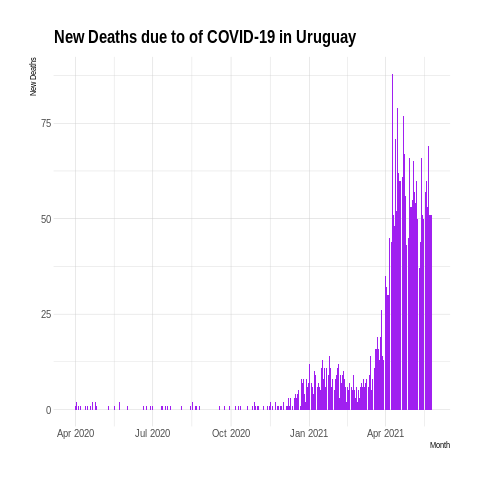 New Deaths due to of COVID-19 in Uruguay
New Deaths
75
50
25
0
Apr 2020 Jul 2020 Oct 2020 Jan 2021 Apr 2021
Month